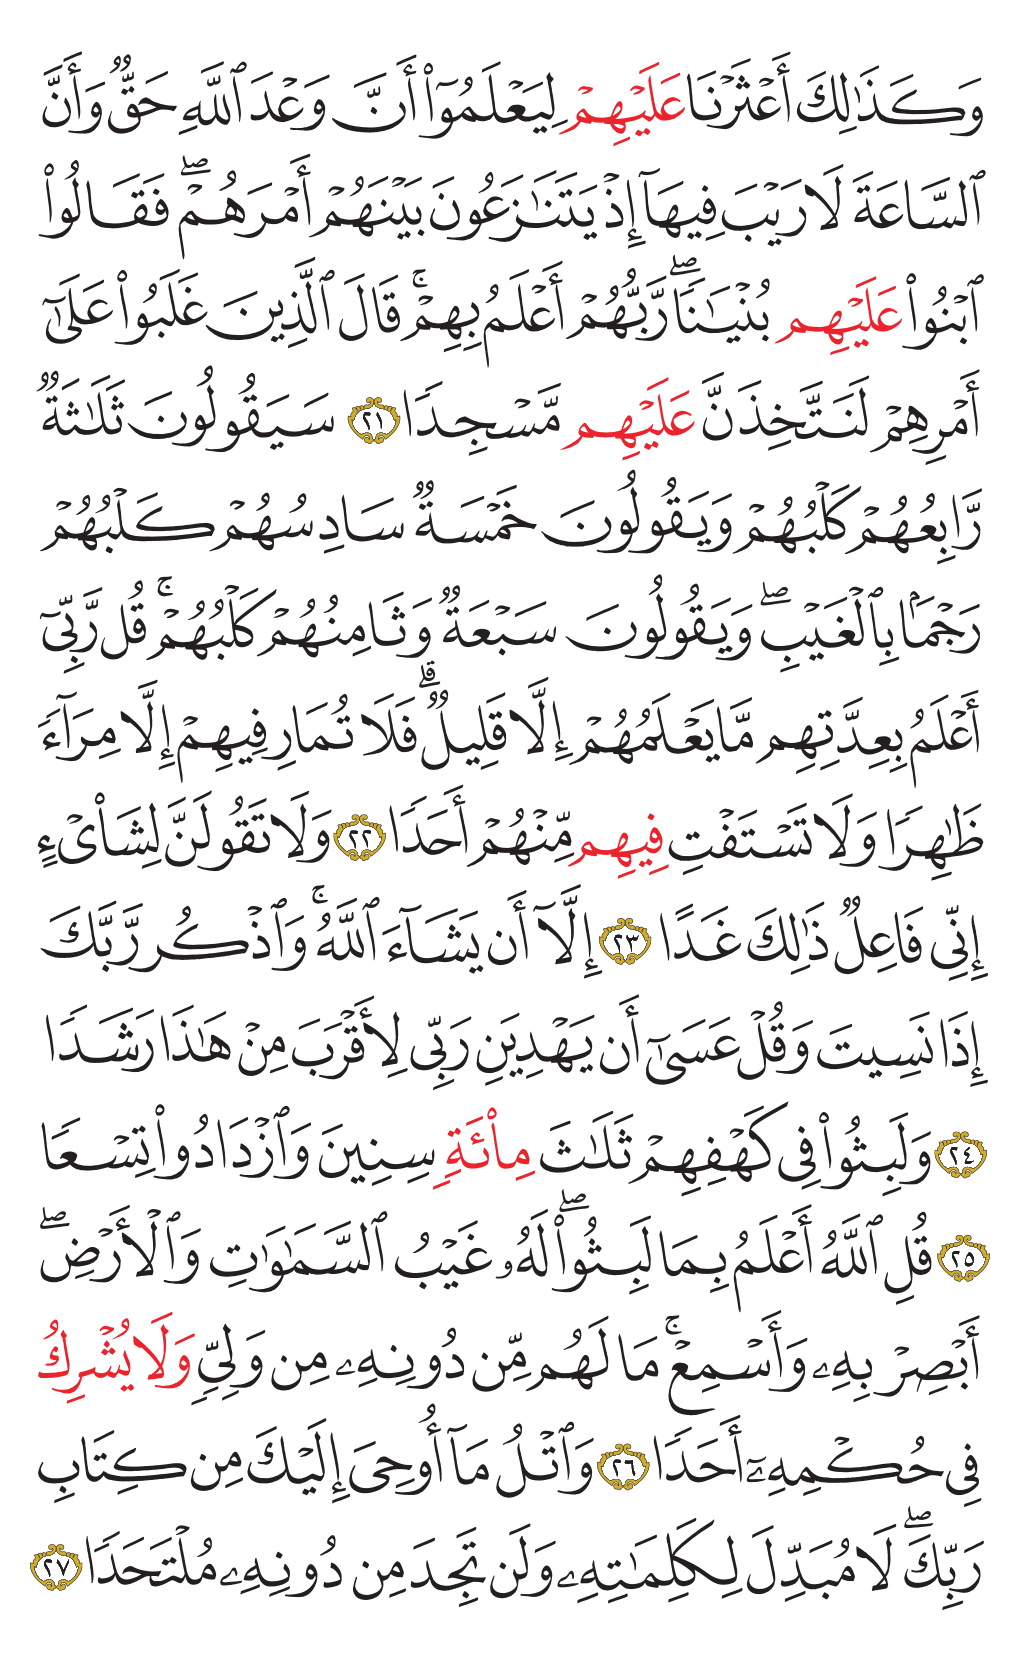 وَكَذَٰلِكَ أَعْثَرْنَا عَلَيْهِمْ لِيَعْلَمُوٓا۟ أَنَّ وَعْدَ ٱللَّهِ حَقٌّ وَأَنَّ
ٱلسَّاعَةَ لَا رَيْبَ فِيهَآ إِذْ يَتَنَـٰزَعُونَ بَيْنَهُمْ أَمْرَهُمْ ۖ فَقَالُوا۟
ٱبْنُوا۟ عَلَيْهِم بُنْيَـٰنًا ۖ رَّبُّهُمْ أَعْلَمُ بِهِمْ ۚ قَالَ ٱلَّذِينَ غَلَبُوا۟ عَلَىٰٓ
أَمْرِهِمْ لَنَتَّخِذَنَّ عَلَيْهِم مَّسْجِدًا ٢١ سَيَقُولُونَ ثَلَـٰثَةٌ
رَّابِعُهُمْ كَلْبُهُمْ وَيَقُولُونَ خَمْسَةٌ سَادِسُهُمْ كَلْبُهُمْ
رَجْمًۢا بِٱلْغَيْبِ ۖ وَيَقُولُونَ سَبْعَةٌ وَثَامِنُهُمْ كَلْبُهُمْ ۚ قُل رَّبِّىٓ
أَعْلَمُ بِعِدَّتِهِم مَّا يَعْلَمُهُمْ إِلَّا قَلِيلٌ ۗ فَلَا تُمَارِ فِيهِمْ إِلَّا مِرَآءً
ظَـٰهِرًا وَلَا تَسْتَفْتِ فِيهِم مِّنْهُمْ أَحَدًا ٢٢ وَلَا تَقُولَنَّ لِشَا۟ىْءٍ
إِنِّى فَاعِلٌ ذَٰلِكَ غَدًا ٢٣ إِلَّآ أَن يَشَآءَ ٱللَّهُ ۚ وَٱذْكُر رَّبَّكَ
إِذَا نَسِيتَ وَقُلْ عَسَىٰٓ أَن يَهْدِيَنِ رَبِّى لِأَقْرَبَ مِنْ هَـٰذَا رَشَدًا
٢٤ وَلَبِثُوا۟ فِى كَهْفِهِمْ ثَلَـٰثَ مِا۟ئَةِ سِنِينَ وَٱزْدَادُوا۟ تِسْعًا
٢٥ قُلِ ٱللَّهُ أَعْلَمُ بِمَا لَبِثُوا۟ ۖ لَهُۥ غَيْبُ ٱلسَّمَـٰوَٰتِ وَٱلْأَرْضِ ۖ
أَبْصِرْ بِهِۦ وَأَسْمِعْ ۚ مَا لَهُم مِّن دُونِهِۦ مِن وَلِىٍّ وَلَا يُشْرِكُ
فِى حُكْمِهِۦٓ أَحَدًا ٢٦ وَٱتْلُ مَآ أُوحِىَ إِلَيْكَ مِن كِتَابِ
رَبِّكَ ۖ لَا مُبَدِّلَ لِكَلِمَـٰتِهِۦ وَلَن تَجِدَ مِن دُونِهِۦ مُلْتَحَدًا ٢٧